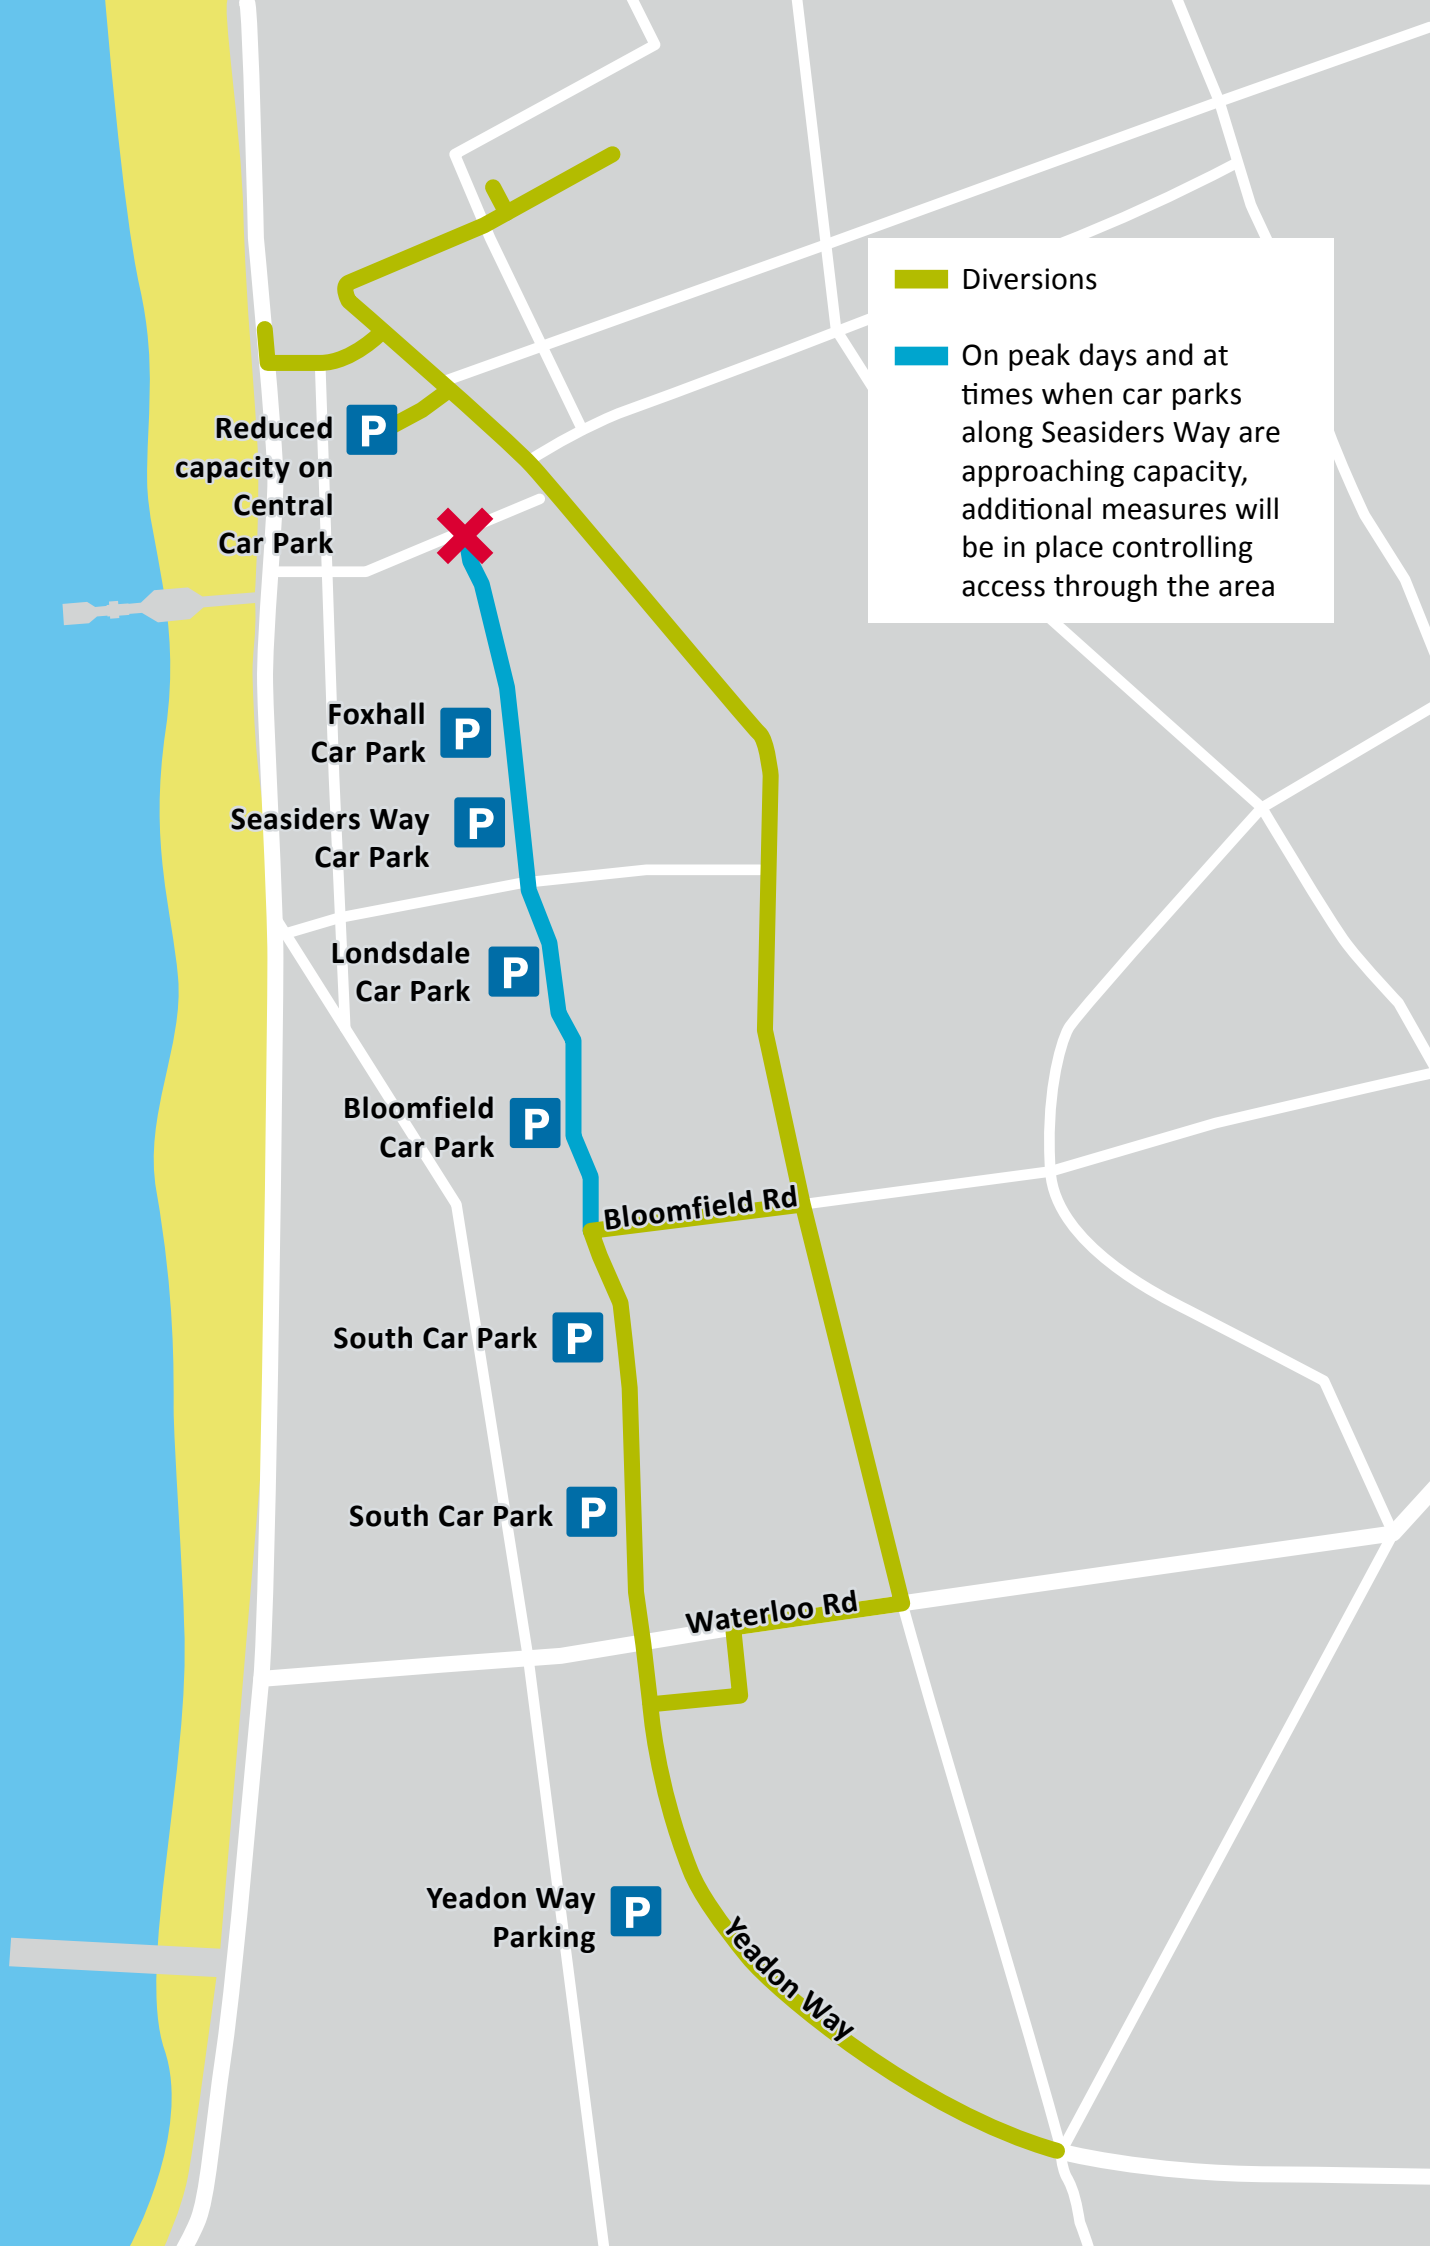 Diversions
On peak days and at
times when car parks
along Seasiders Way are
approaching capacity,
additional measures will
be in place controlling
access through the area
P
Reduced
capacity on
Central
Car Park
Foxhall
Car Park
P
Seasiders Way
Car Park
P
Londsdale
Car Park
P
Bloomfield
Car Park
P
Bloomfield Rd
South Car Park
P
South Car Park
P
Waterloo Rd
Yeadon Way
Parking
P
Yeadon Way